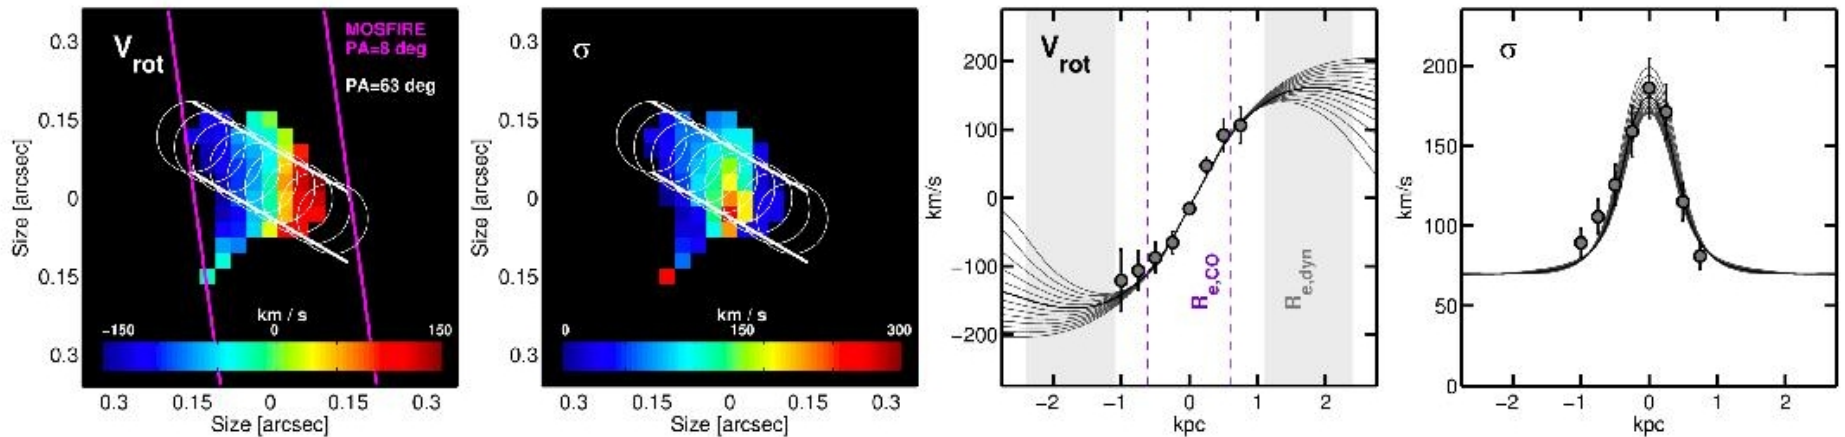 V_rot
MOSFIRE
PA=8 deg
PA=63 deg
0.3
0.15
0
0.15
0.3
Size [arcsec]
km / s
−150 0 150
0.3 0.15 0 0.15 0.3
Size [arcsec]
σ
0.3
0.15
0
0.15
0.3
Size [arcsec]
km / s
0 150 300
0.3 0.15 0 0.15 0.3
Size [arcsec]
V_rot
200
100
0
−100
−200
km/s
R_e,CO
R_e,dyn
−2 −1 0 1 2
kpc
σ
200
150
100
50
0
km/s
−2 −1 0 1 2
kpc